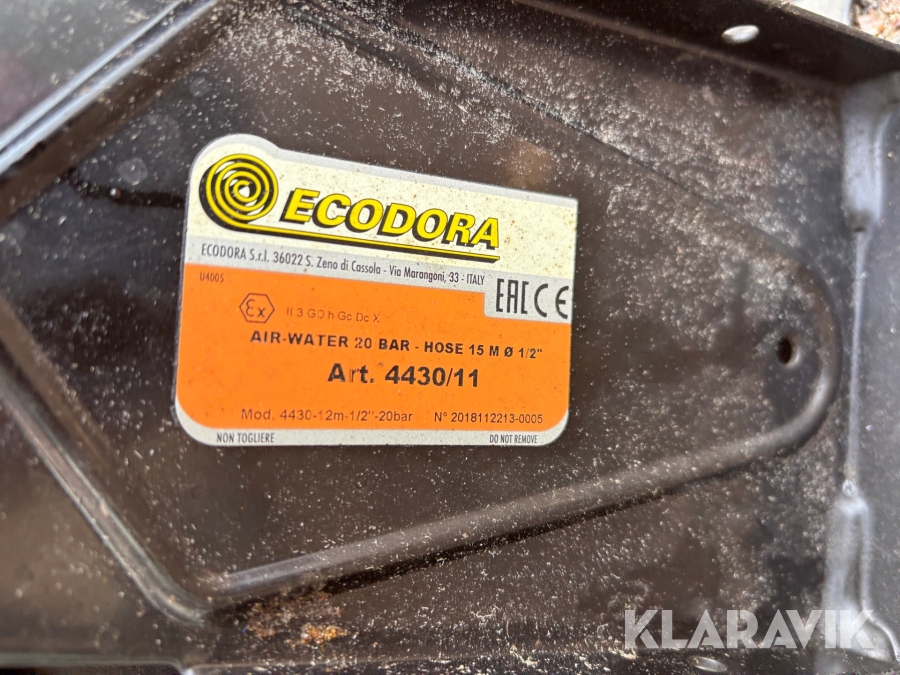 ECODORA
ECODORA S.r.l. 36022 S. Zeno di Cassola - Via Marangoni, 33 - ITALY
U4005
EAC CE
Ex II 3 GD h Gc Dc X
AIR-WATER 20 BAR - HOSE 15 M Ø 1/2"
Art. 4430/11
Mod. 4430-12m-1/2"-20bar N° 2018112213-0005
NON TOGLIERE DO NOT REMOVE
KLARAVIK